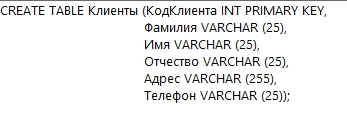 CREATE TABLE Клиенты (КодКлиента INT PRIMARY KEY,
Фамилия VARCHAR (25),
Имя VARCHAR (25),
Отчество VARCHAR (25),
Адрес VARCHAR (255),
Телефон VARCHAR (25));